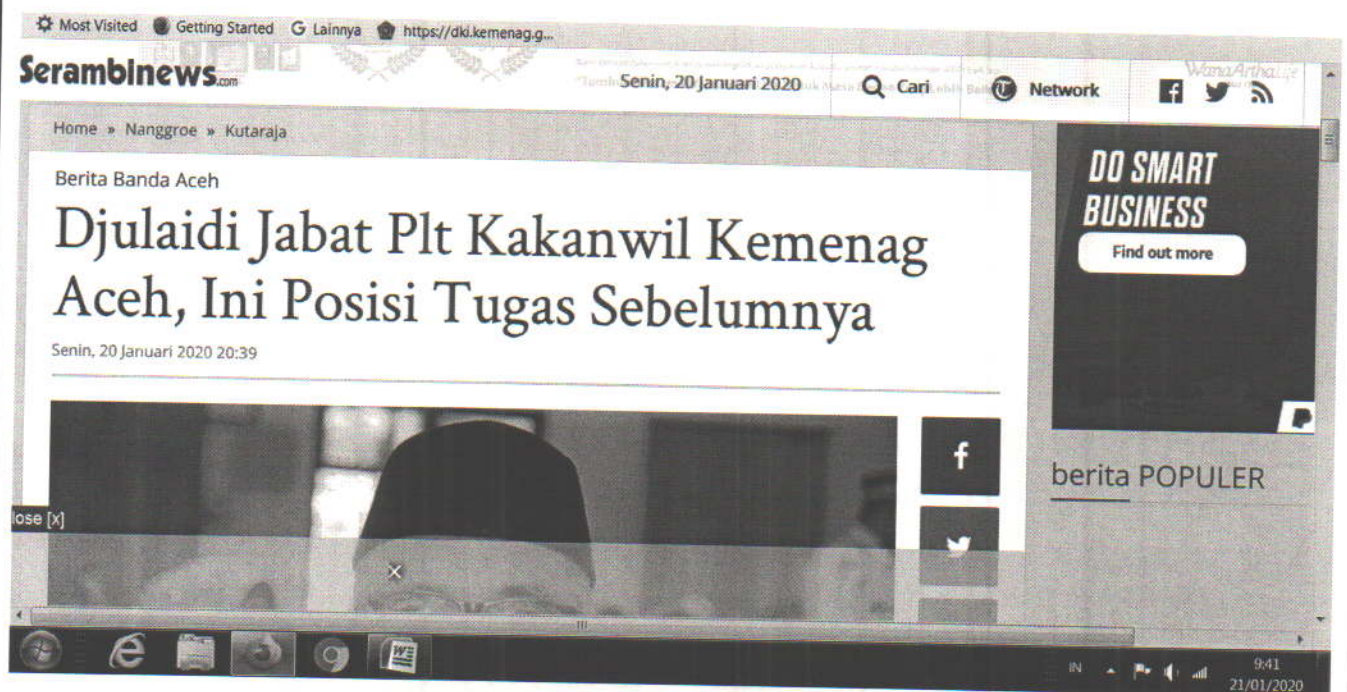 Most Visited Getting Started G Lainnya https://dki.kemenag.g...
Serambinews.com
Senin, 20 Januari 2020 Cari Network
WanaArthaLife
Home » Nanggroe » Kutaraja
Berita Banda Aceh
Djulaidi Jabat Plt Kakanwil Kemenag
Aceh, Ini Posisi Tugas Sebelumnya
Senin, 20 Januari 2020 20:39
DO SMART
BUSINESS
Find out more
berita POPULER
lose [x]
IN 9:41
21/01/2020